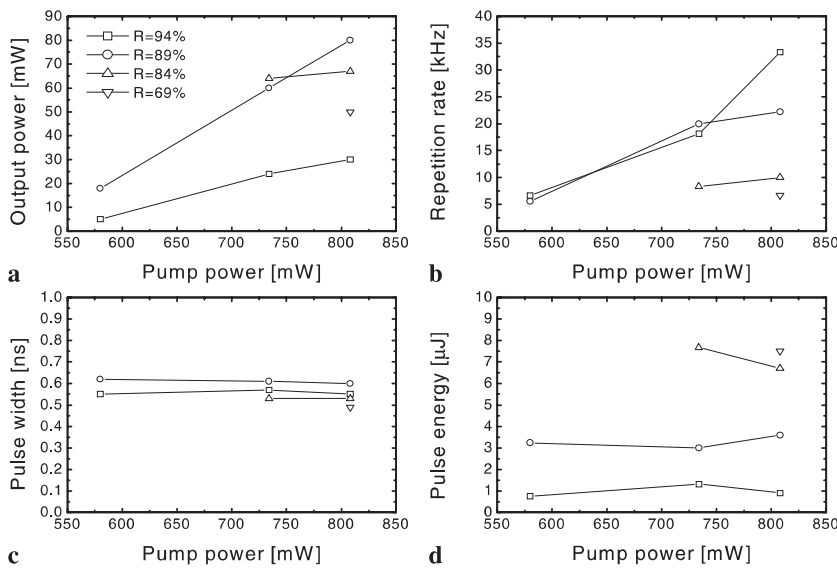 Output power [mW]
90
80
70
60
50
40
30
20
10
0
R=94%
R=89%
R=84%
R=69%
550 600 650 700 750 800 850
a Pump power [mW]
Repetition rate [kHz]
40
35
30
25
20
15
10
5
0
550 600 650 700 750 800 850
b Pump power [mW]
Pulse width [ns]
1.0
0.9
0.8
0.7
0.6
0.5
0.4
0.3
0.2
0.1
0.0
550 600 650 700 750 800 850
c Pump power [mW]
Pulse energy [µJ]
10
9
8
7
6
5
4
3
2
1
0
550 600 650 700 750 800 850
d Pump power [mW]